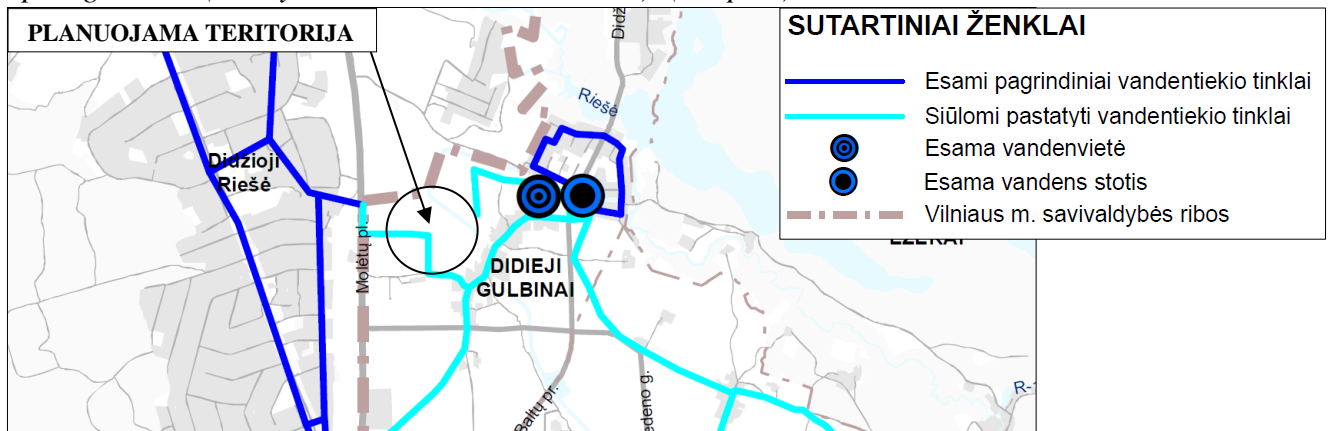 PLANUOJAMA TERITORIJA
SUTARTINIAI ŽENKLAI
Esami pagrindiniai vandentiekio tinklai
Siūlomi pastatyti vandentiekio tinklai
Esama vandenvietė
Esama vandens stotis
Vilniaus m. savivaldybės ribos
Riešė
Didžioji
Riešė
Molėtų pl.
DIDIEJI
GULBINAI
Baltų pr.